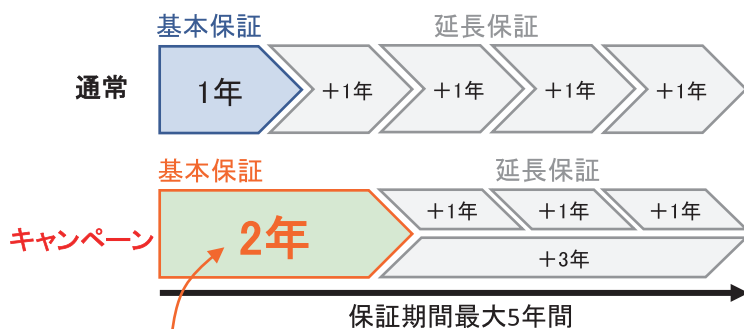 基本保証 延長保証
通常 1年 +1年 +1年 +1年 +1年
基本保証 延長保証
キャンペーン 2年 +1年 +1年 +1年
+3年
保証期間最大5年間